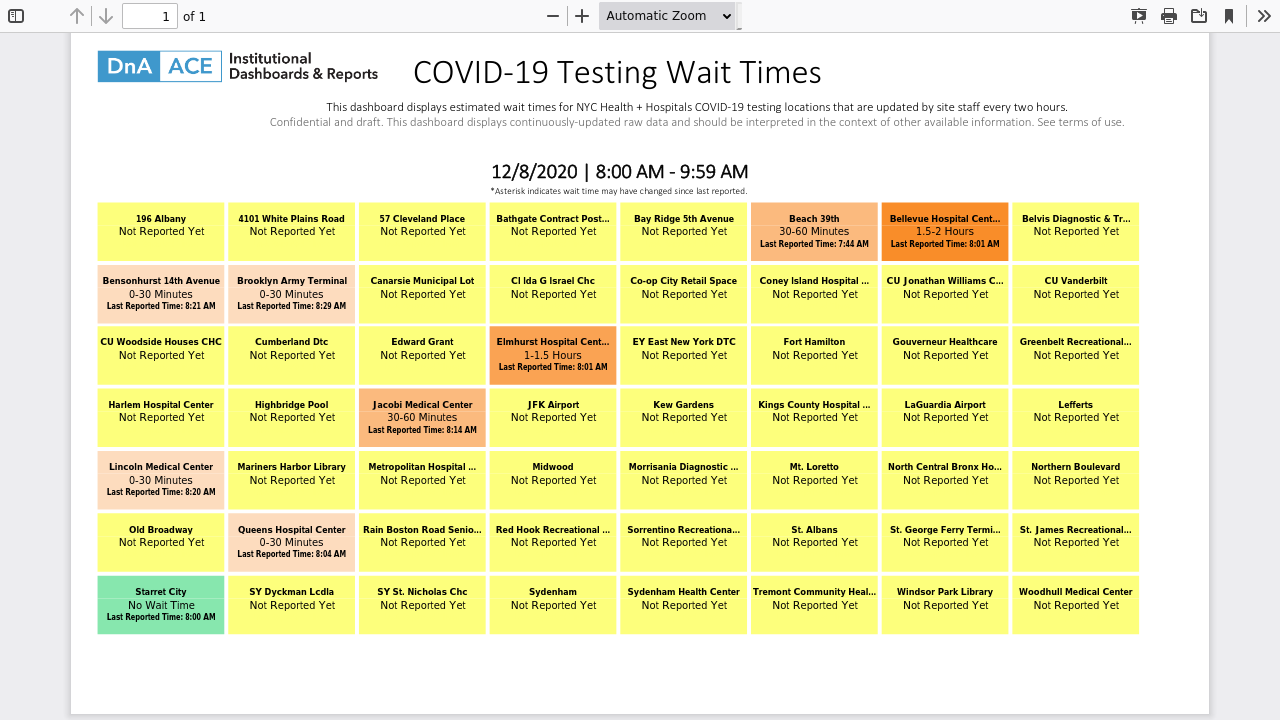 1 of 1 Automatic Zoom
DnA ACE Institutional
Dashboards & Reports
COVID-19 Testing Wait Times
This dashboard displays estimated wait times for NYC Health + Hospitals COVID-19 testing locations that are updated by site staff every two hours.
Confidential and draft. This dashboard displays continuously-updated raw data and should be interpreted in the context of other available information. See terms of use.
12/8/2020 | 8:00 AM - 9:59 AM
*Asterisk indicates wait time may have changed since last reported.
196 Albany
Not Reported Yet
4101 White Plains Road
Not Reported Yet
57 Cleveland Place
Not Reported Yet
Bathgate Contract Post...
Not Reported Yet
Bay Ridge 5th Avenue
Not Reported Yet
Beach 39th
30-60 Minutes
Last Reported Time: 7:44 AM
Bellevue Hospital Cent...
1.5-2 Hours
Last Reported Time: 8:01 AM
Belvis Diagnostic & Tr...
Not Reported Yet
Bensonhurst 14th Avenue
0-30 Minutes
Last Reported Time: 8:21 AM
Brooklyn Army Terminal
0-30 Minutes
Last Reported Time: 8:29 AM
Canarsie Municipal Lot
Not Reported Yet
CI Ida G Israel Chc
Not Reported Yet
Co-op City Retail Space
Not Reported Yet
Coney Island Hospital ...
Not Reported Yet
CU Jonathan Williams C...
Not Reported Yet
CU Vanderbilt
Not Reported Yet
CU Woodside Houses CHC
Not Reported Yet
Cumberland Dtc
Not Reported Yet
Edward Grant
Not Reported Yet
Elmhurst Hospital Cent...
1-1.5 Hours
Last Reported Time: 8:01 AM
EY East New York DTC
Not Reported Yet
Fort Hamilton
Not Reported Yet
Gouverneur Healthcare
Not Reported Yet
Greenbelt Recreational...
Not Reported Yet
Harlem Hospital Center
Not Reported Yet
Highbridge Pool
Not Reported Yet
Jacobi Medical Center
30-60 Minutes
Last Reported Time: 8:14 AM
JFK Airport
Not Reported Yet
Kew Gardens
Not Reported Yet
Kings County Hospital ...
Not Reported Yet
LaGuardia Airport
Not Reported Yet
Lefferts
Not Reported Yet
Lincoln Medical Center
0-30 Minutes
Last Reported Time: 8:20 AM
Mariners Harbor Library
Not Reported Yet
Metropolitan Hospital ...
Not Reported Yet
Midwood
Not Reported Yet
Morrisania Diagnostic ...
Not Reported Yet
Mt. Loretto
Not Reported Yet
North Central Bronx Ho...
Not Reported Yet
Northern Boulevard
Not Reported Yet
Old Broadway
Not Reported Yet
Queens Hospital Center
0-30 Minutes
Last Reported Time: 8:04 AM
Rain Boston Road Senio...
Not Reported Yet
Red Hook Recreational ...
Not Reported Yet
Sorrentino Recreationa...
Not Reported Yet
St. Albans
Not Reported Yet
St. George Ferry Termi...
Not Reported Yet
St. James Recreational...
Not Reported Yet
Starret City
No Wait Time
Last Reported Time: 8:00 AM
SY Dyckman Lcdla
Not Reported Yet
SY St. Nicholas Chc
Not Reported Yet
Sydenham
Not Reported Yet
Sydenham Health Center
Not Reported Yet
Tremont Community Heal...
Not Reported Yet
Windsor Park Library
Not Reported Yet
Woodhull Medical Center
Not Reported Yet